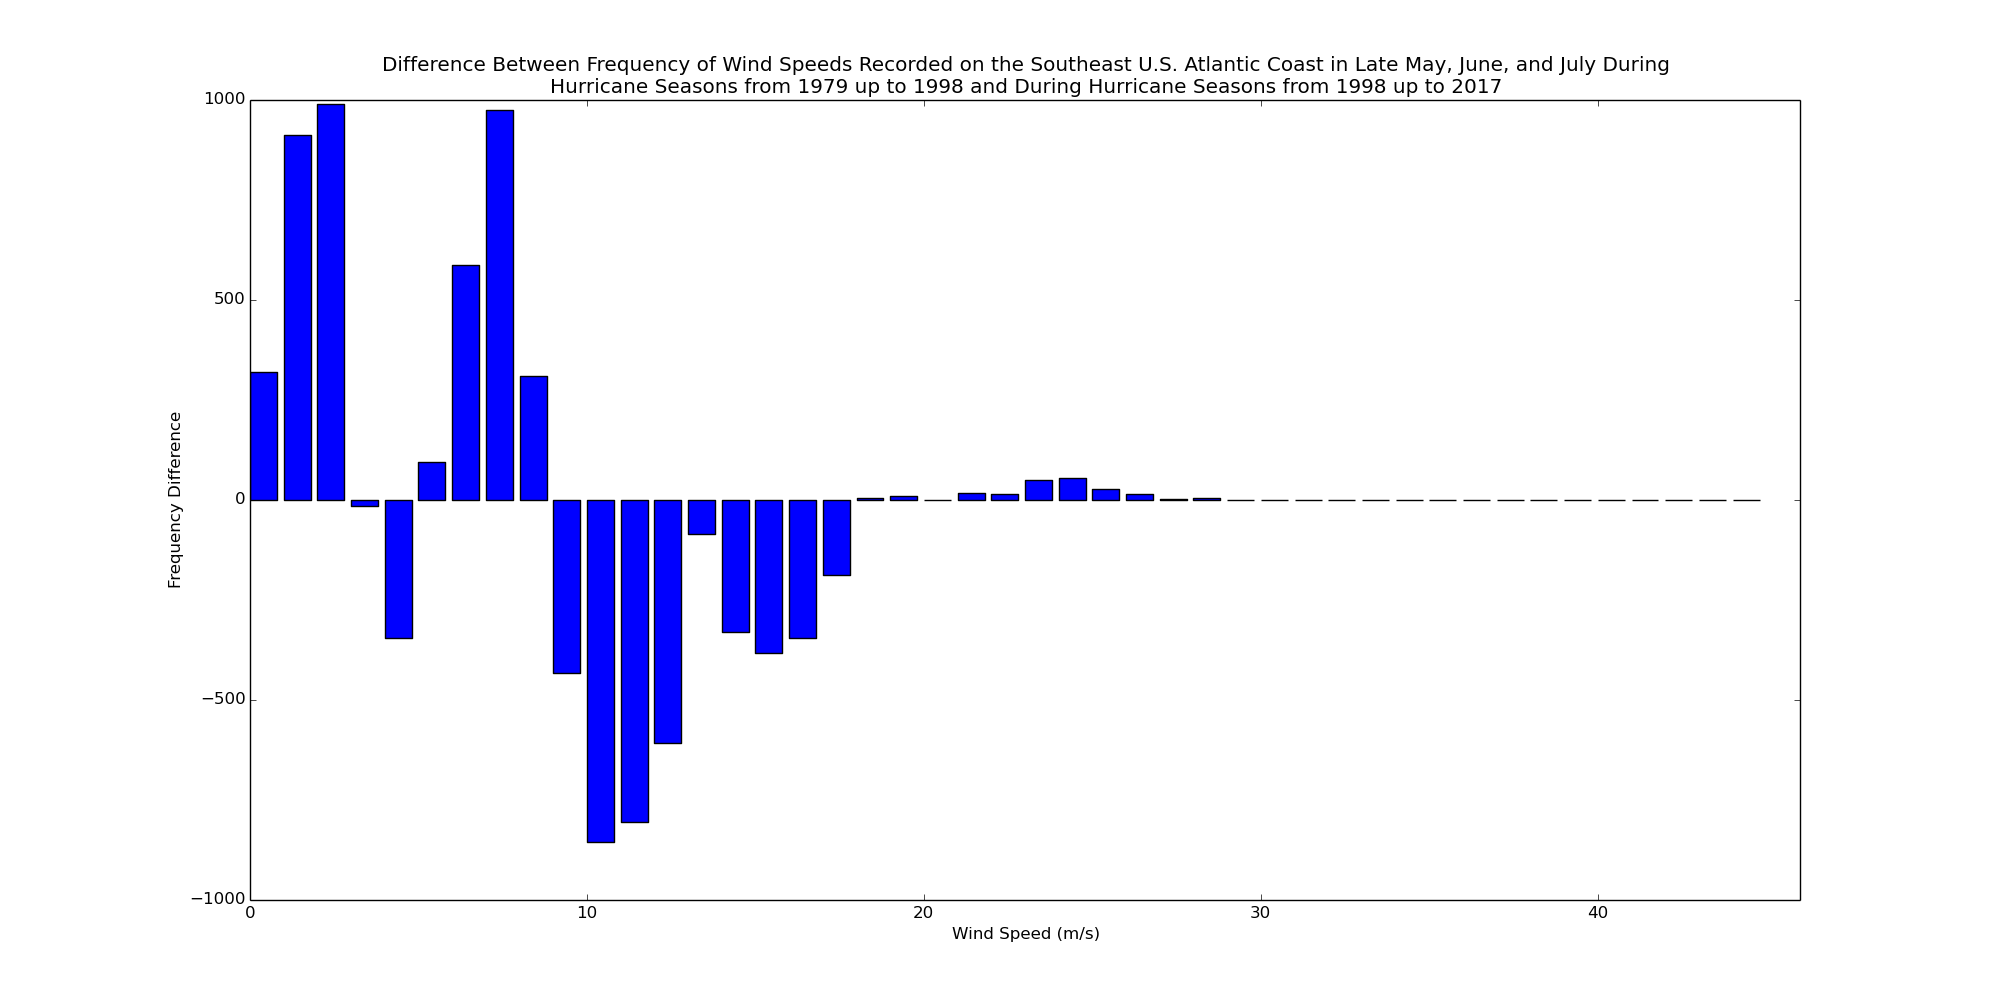 Difference Between Frequency of Wind Speeds Recorded on the Southeast U.S. Atlantic Coast in Late May, June, and July During
Hurricane Seasons from 1979 up to 1998 and During Hurricane Seasons from 1998 up to 2017
1000
500
0
−500
−1000
Frequency Difference
0 10 20 30 40
Wind Speed (m/s)